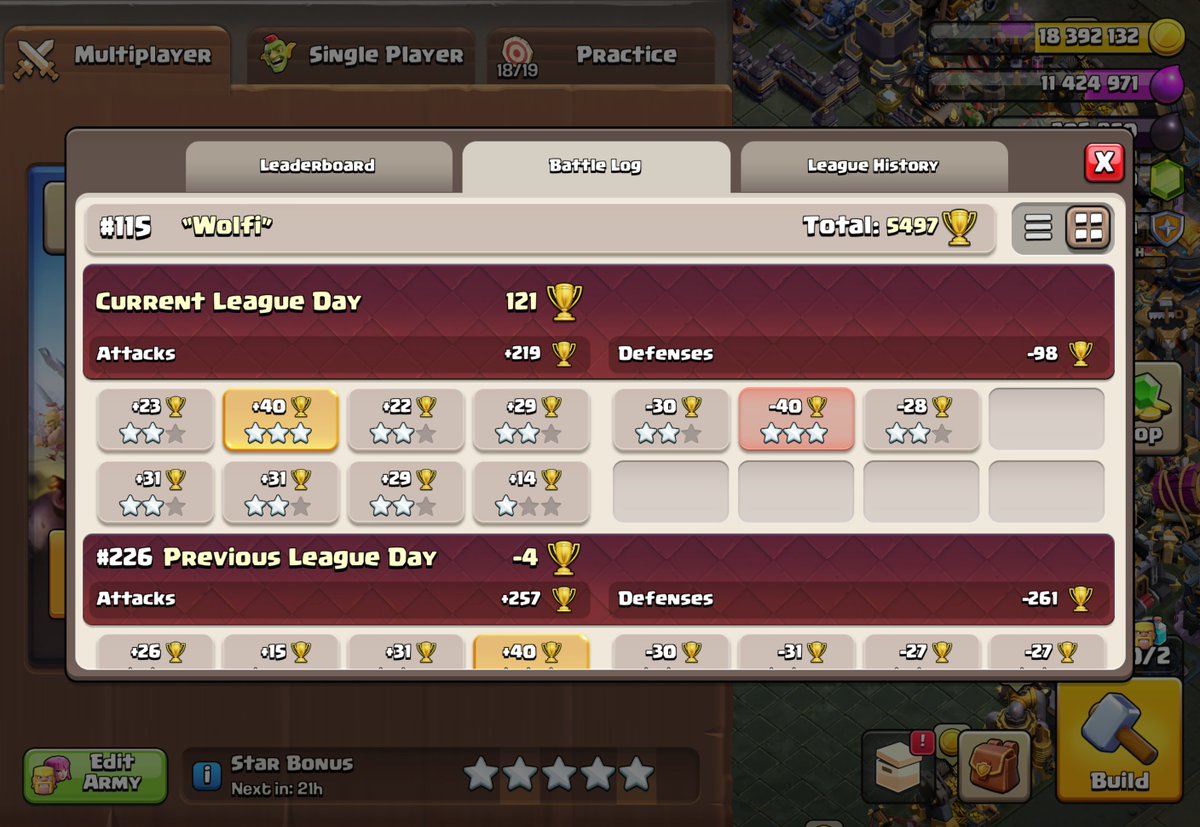 Multiplayer
Single Player
18/19
Practice
18 392 132
11 424 971
Leaderboard
Battle Log
League History
X
#115 "Wolfi" Total: 5497
Current League Day 121
Attacks +219 Defenses -98
+23 +40 +22 +29 -30 -40 -28
+31 +31 +29 +14
#226 Previous League Day -4
Attacks +257 Defenses -261
+26 +15 +31 +40 -30 -31 -27 -27
Edit
Army
i
Star Bonus
Next in: 21h
!
Build